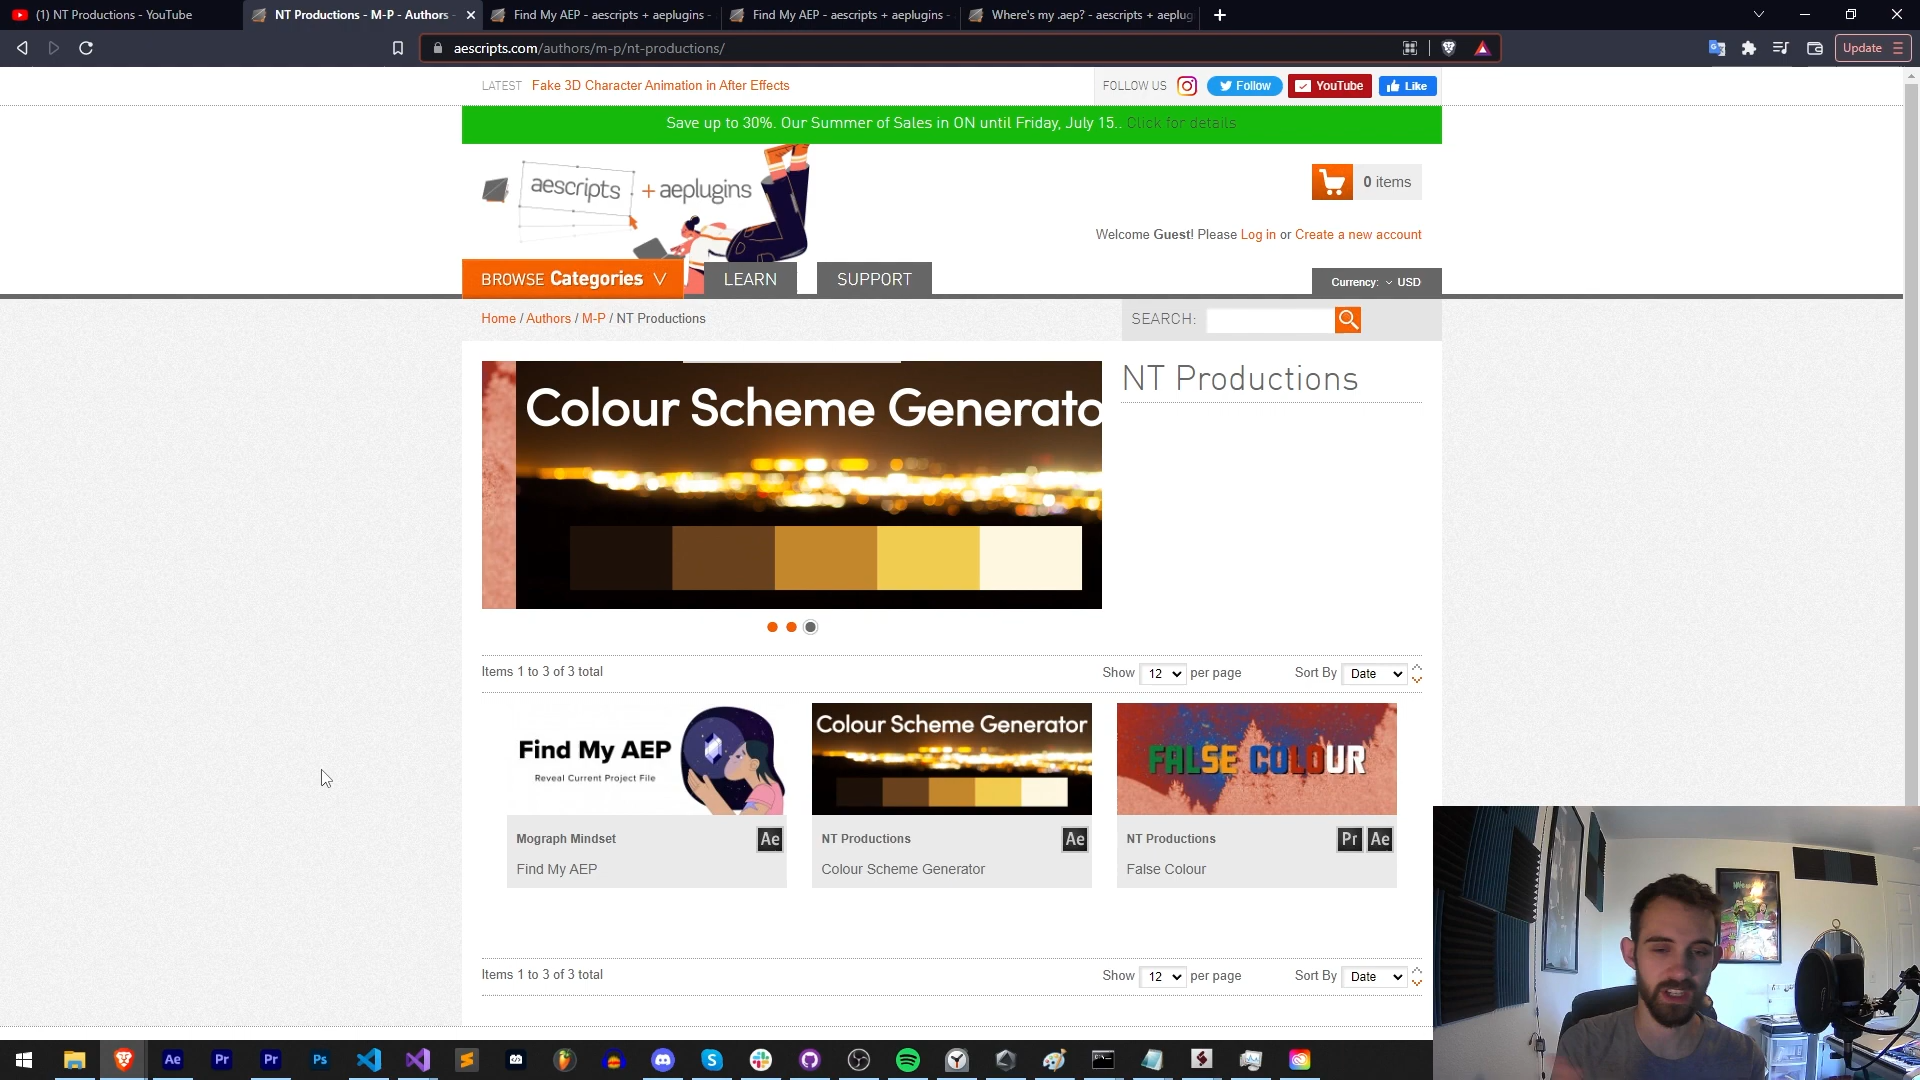 (1) NT Productions - YouTube
NT Productions - M-P - Authors -
Find My AEP - aescripts + aeplugins -
Find My AEP - aescripts + aeplugins -
Where's my .aep? - aescripts + aeplug
aescripts.com/authors/m-p/nt-productions/
Update
LATEST Fake 3D Character Animation in After Effects
FOLLOW US
Follow
YouTube
Like
Save up to 30%. Our Summer of Sales in ON until Friday, July 15.. Click for details
aescripts + aeplugins
0 items
Welcome Guest! Please Log in or Create a new account
BROWSE Categories
LEARN
SUPPORT
Currency: USD
Home / Authors / M-P / NT Productions
SEARCH:
Colour Scheme Generato
NT Productions
Items 1 to 3 of 3 total
Show 12 per page
Sort By Date
Find My AEP
Reveal Current Project File
Mograph Mindset
Ae
Find My AEP
Colour Scheme Generator
NT Productions
Ae
Colour Scheme Generator
FALSE COLOUR
NT Productions
Pr Ae
False Colour
Items 1 to 3 of 3 total
Show 12 per page
Sort By Date
Ae
Pr
Pr
Ps